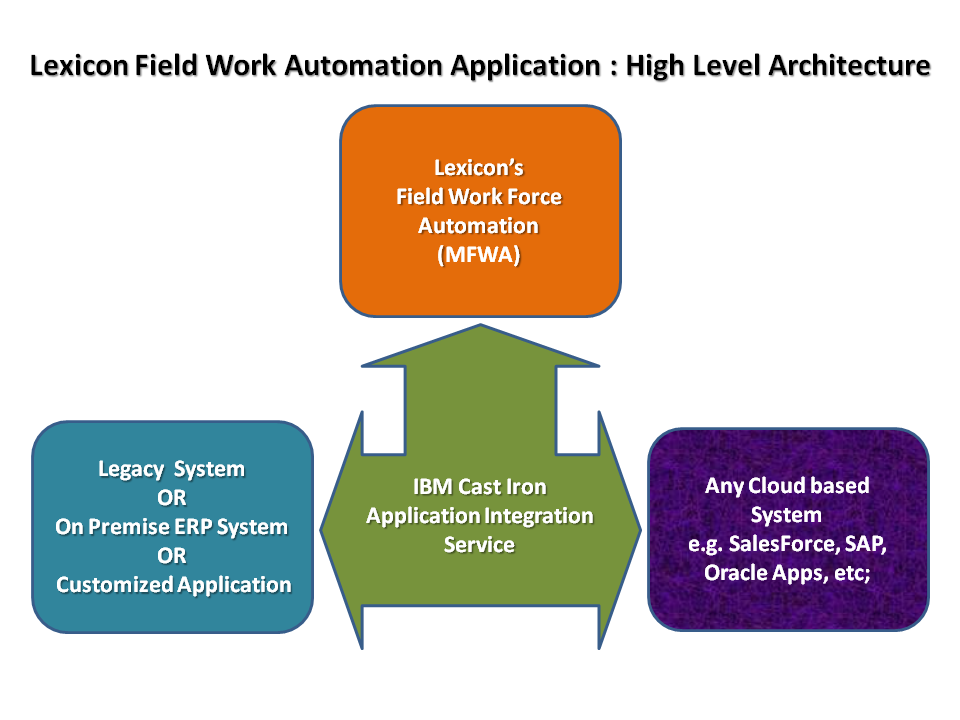 Lexicon Field Work Automation Application : High Level Architecture
Lexicon’s
Field Work Force
Automation
(MFWA)
Legacy System
OR
On Premise ERP System
OR
Customized Application
IBM Cast Iron
Application Integration
Service
Any Cloud based
System
e.g. SalesForce, SAP,
Oracle Apps, etc;